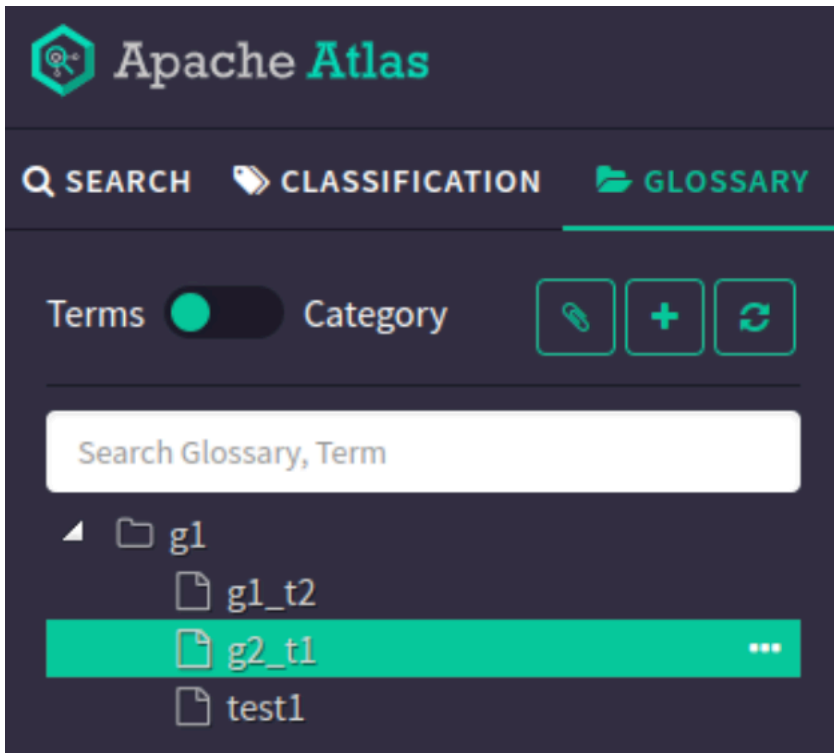 Apache Atlas
SEARCH CLASSIFICATION GLOSSARY
Terms Category
Search Glossary, Term
g1
g1_t2
g2_t1
test1